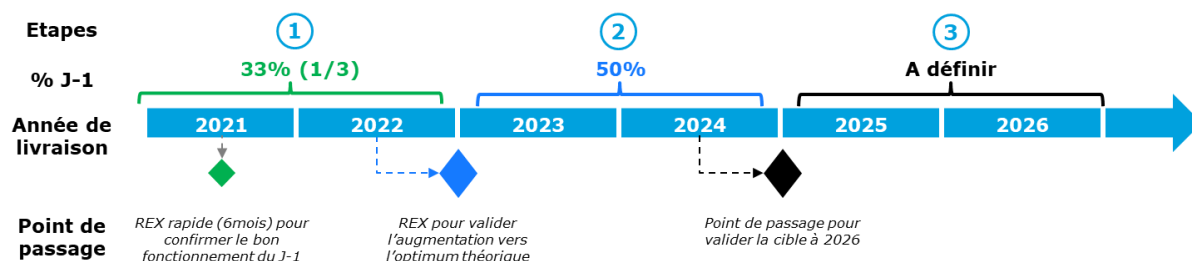 Etapes
1
2
3
% J-1
33% (1/3)
50%
A définir
Année de
livraison
2021
2022
2023
2024
2025
2026
Point de
passage
REX rapide (6mois) pour
confirmer le bon
fonctionnement du J-1
REX pour valider
l'augmentation vers
l'optimum théorique
Point de passage pour
valider la cible à 2026